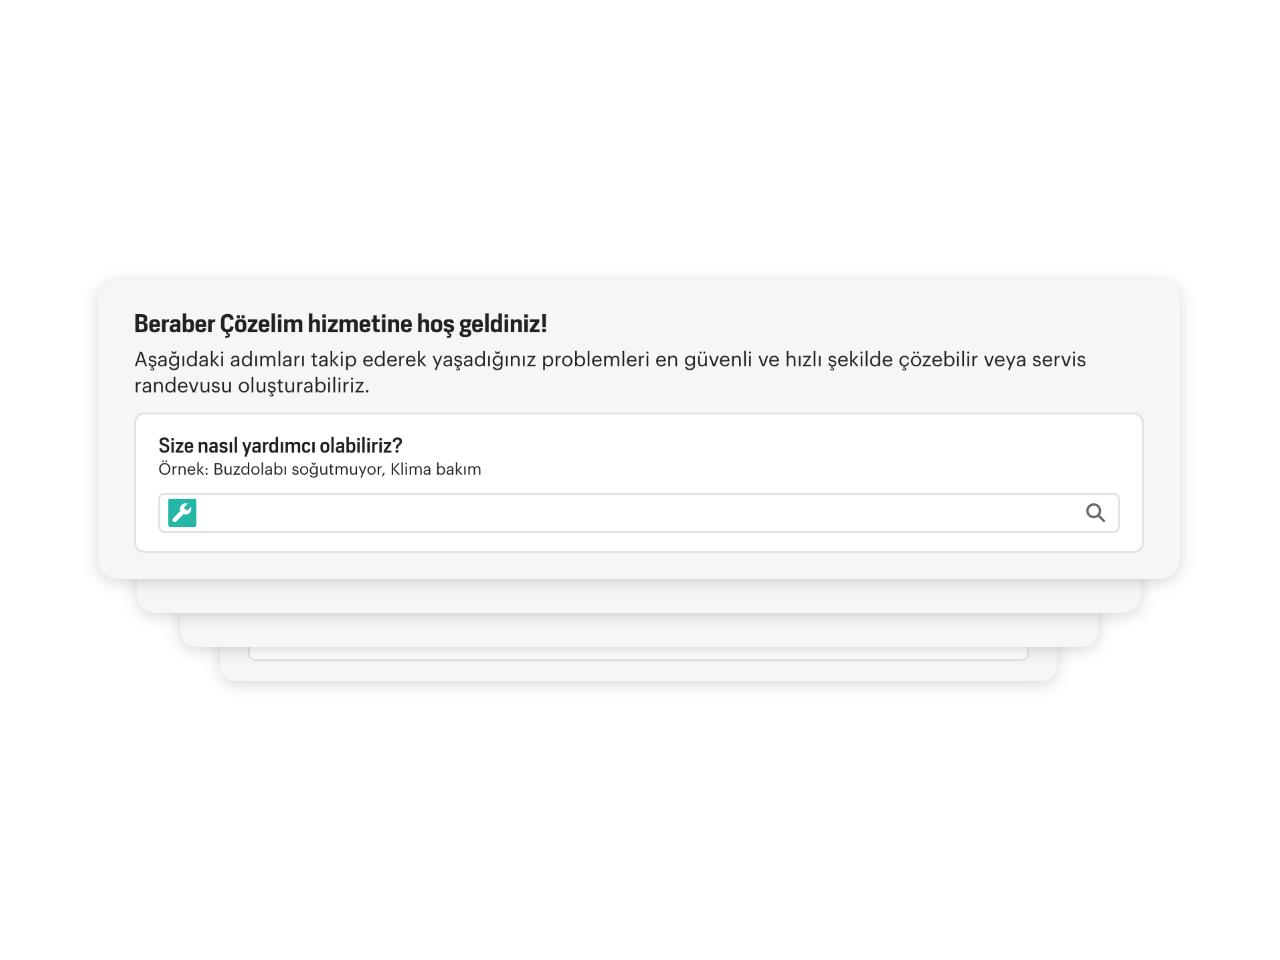 Beraber Çözelim hizmetine hoş geldiniz!
Aşağıdaki adımları takip ederek yaşadığınız problemleri en güvenli ve hızlı şekilde çözebilir veya servis
randevusu oluşturabiliriz.
Size nasıl yardımcı olabiliriz?
Örnek: Buzdolabı soğutmuyor, Klima bakım